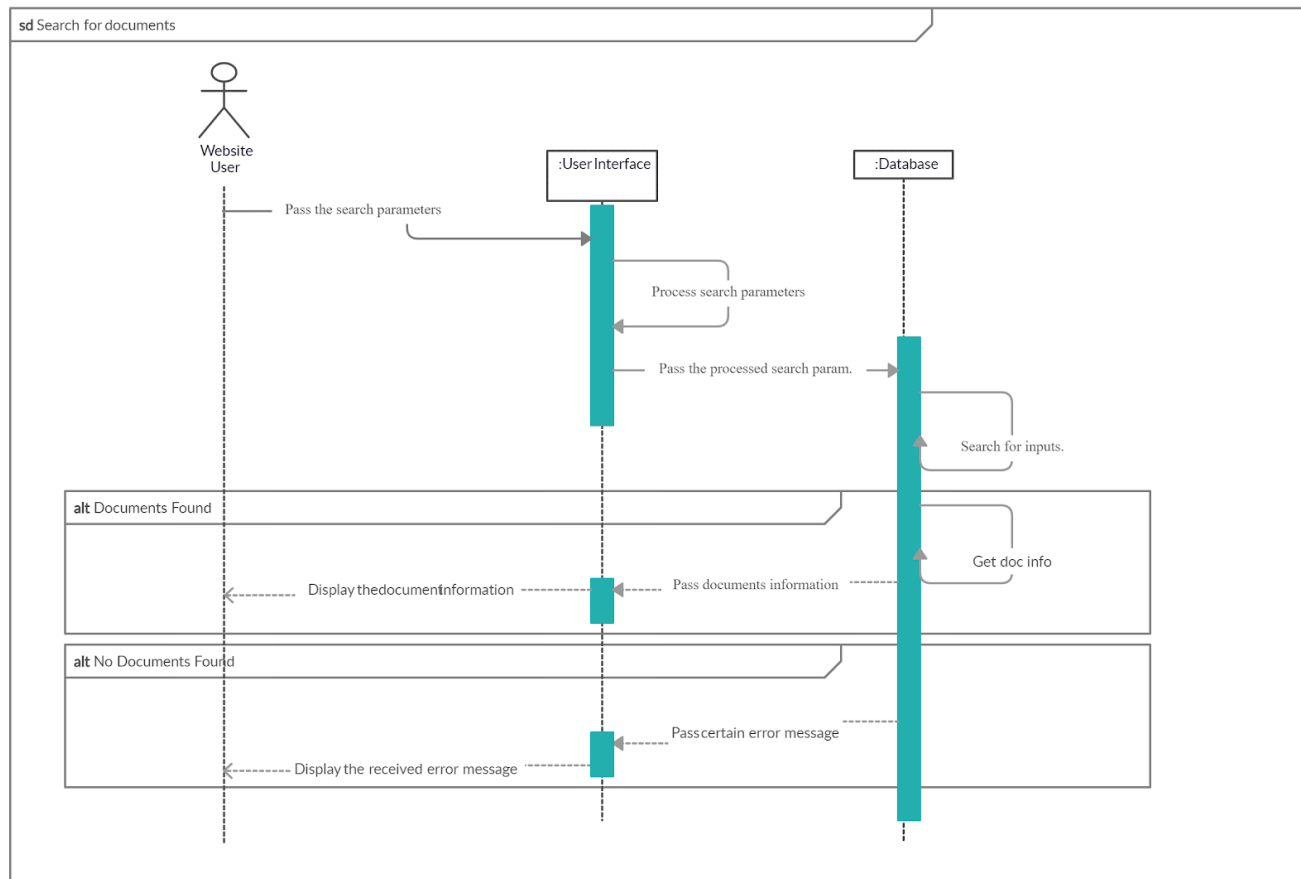 sd Search for documents
Website
User
:User Interface
:Database
Pass the search parameters
Process search parameters
Pass the processed search param.
Search for inputs.
alt Documents Found
Get doc info
Pass documents information
Display thedocumentinformation
alt No Documents Found
Passcertain error message
Display the received error message